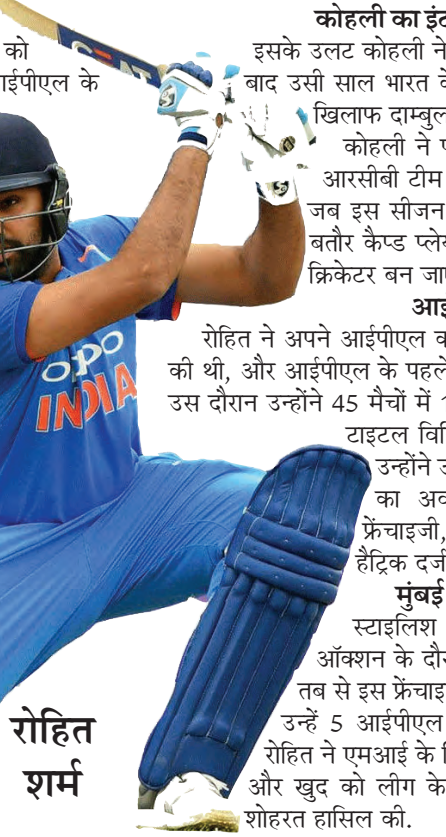 को
ईपीएल के
कोहली का
इसके उलट कोहली ने
बाद उसी साल भारत
खिलाफ
कोहली ने
आरसीबी टीम
जब इस सीजन
बतौर कैप्ड
क्रिकेटर बन
रोहित ने अपने आईपीएल
की थी, और आईपीएल के पहले
उस दौरान उन्होंने 45 मैचों में
टाइटल
उन्होंने
का
फ्रेंचाइजी,
हैट्रिक दर्ज
मुंबई
स्टाइलिश
ऑक्शन के
तब से इस
उन्हें 5 आईपीएल
रोहित ने एमआई के
और खुद को लीग के
शोहरत हासिल की.
OPPO
INDIA
रोहित
शर्म